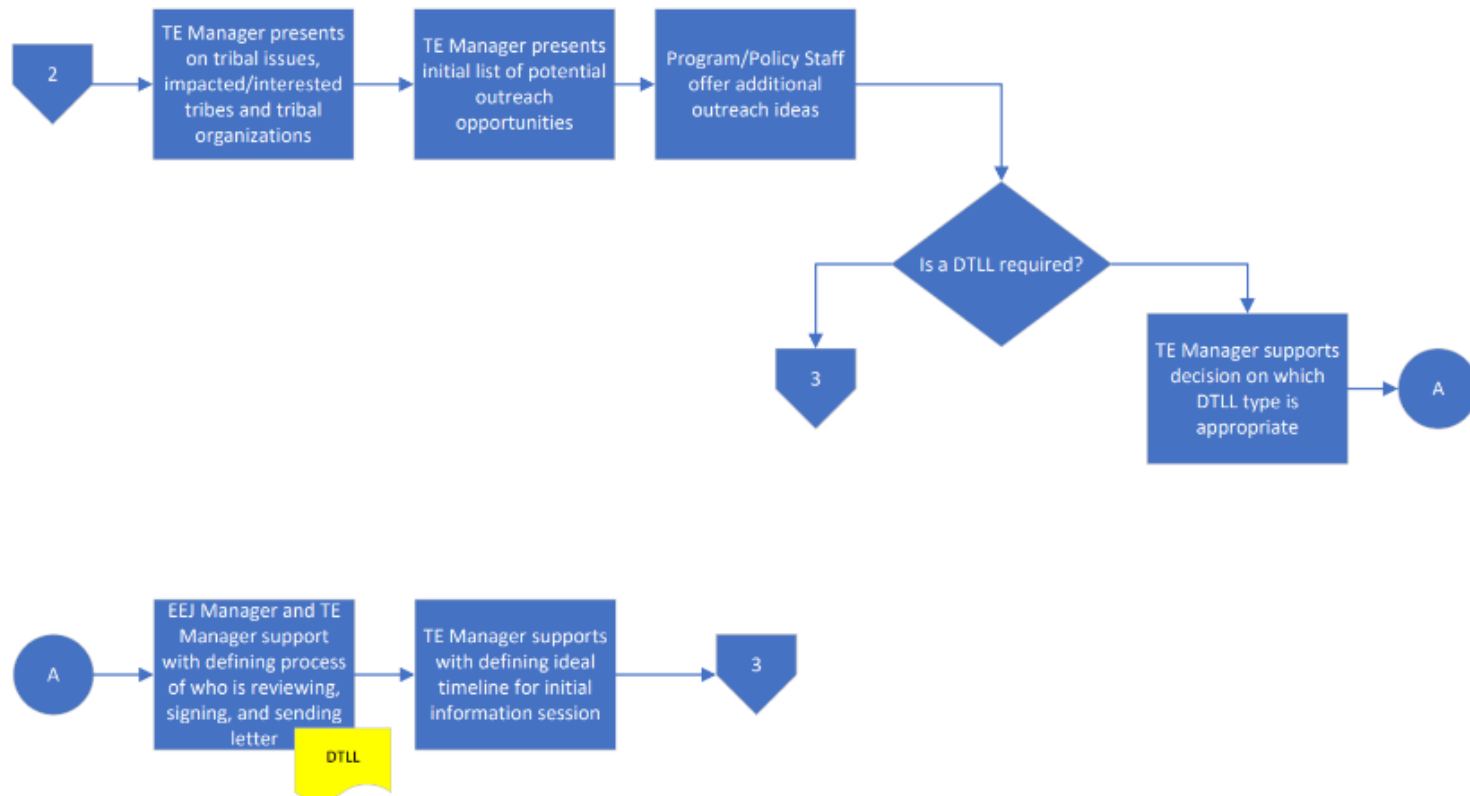 2
TE Manager presents
on tribal issues,
impacted/interested
tribes and tribal
organizations
TE Manager presents
initial list of potential
outreach
opportunities
Program/Policy Staff
offer additional
outreach ideas
Is a DTLL required?
3
TE Manager supports
decision on which
DTLL type is
appropriate
A
A
EEJ Manager and TE
Manager support
with defining process
of who is reviewing,
signing, and sending
letter
DTLL
TE Manager supports
with defining ideal
timeline for initial
information session
3